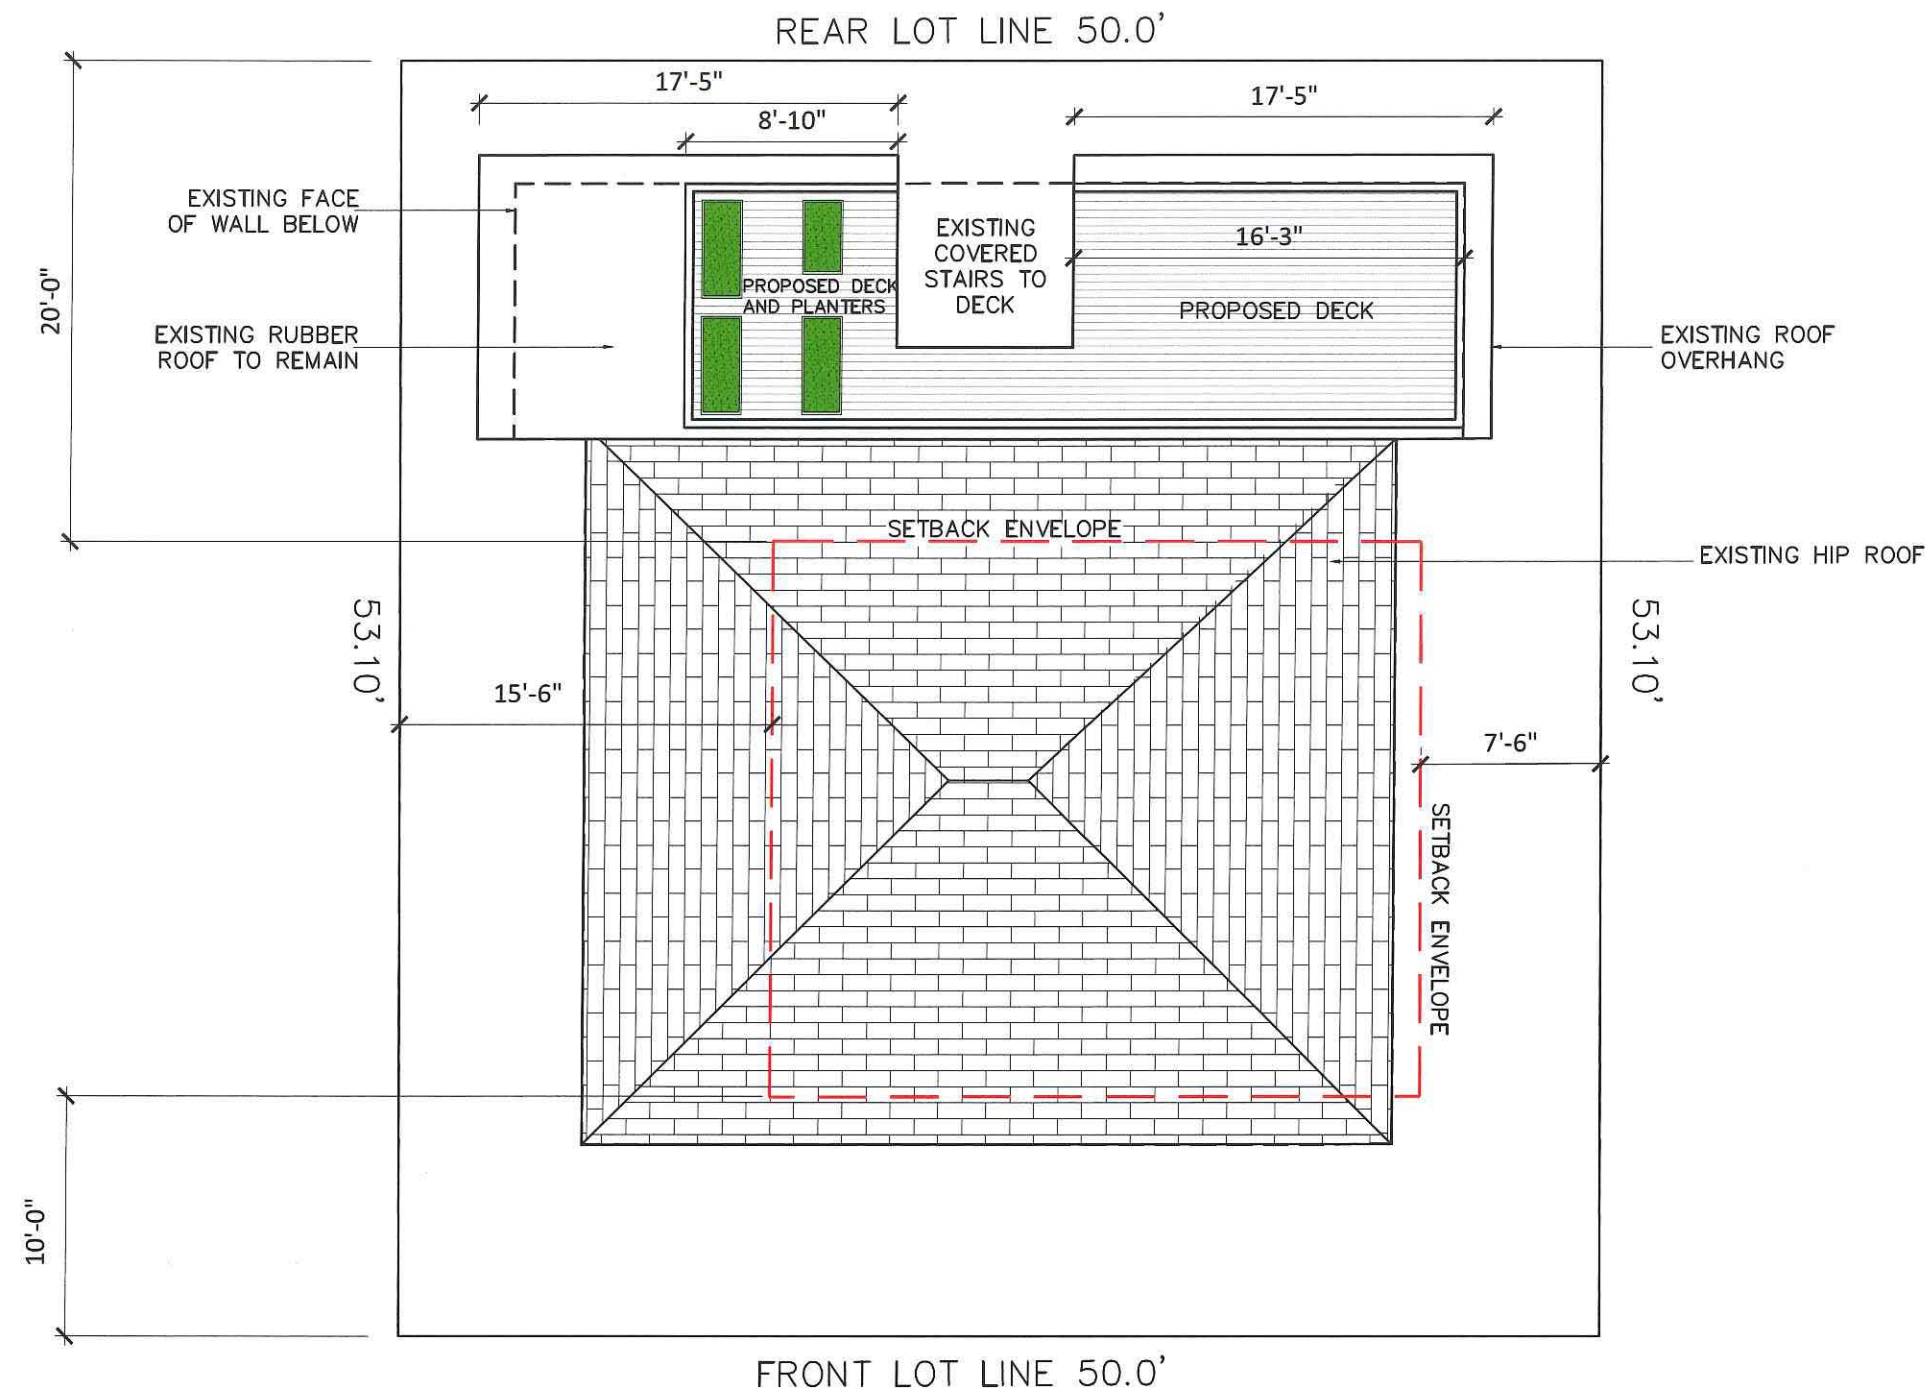 REAR LOT LINE 50.0'
17'-5"
17'-5"
8'-10"
EXISTING FACE
OF WALL BELOW
EXISTING
COVERED
STAIRS TO
DECK
16'-3"
PROPOSED DECK
AND PLANTERS
PROPOSED DECK
20'-0"
EXISTING RUBBER
ROOF TO REMAIN
EXISTING ROOF
OVERHANG
SETBACK ENVELOPE
EXISTING HIP ROOF
53.10'
53.10'
15'-6"
7'-6"
SETBACK ENVELOPE
10'-0"
FRONT LOT LINE 50.0'